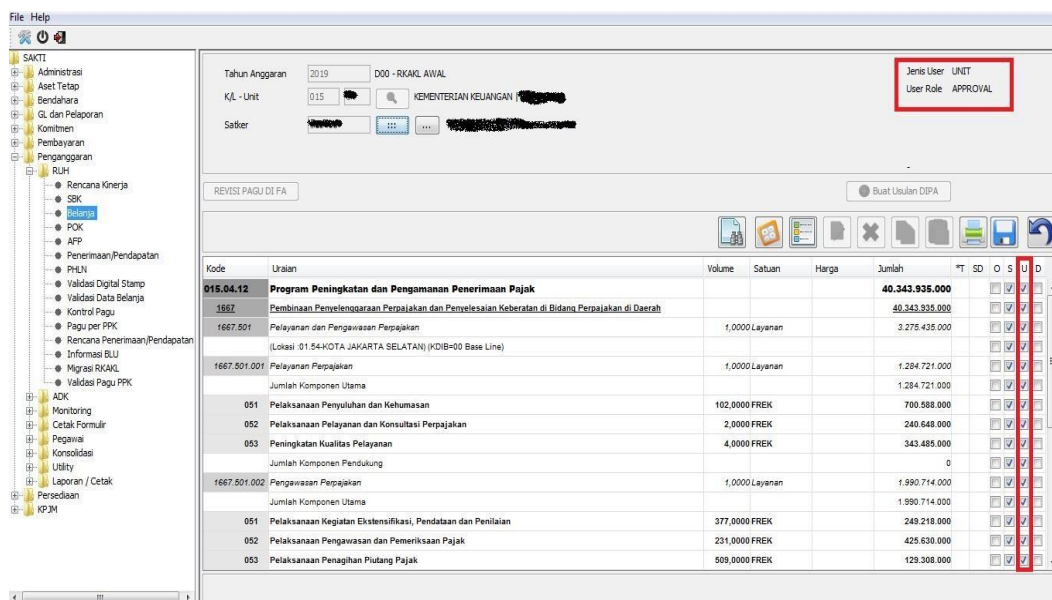 File Help
SAKTI
Administrasi
Aset Tetap
Bendahara
GL dan Pelaporan
Komitmen
Pembayaran
Penganggaran
RUH
Rencana Kinerja
SBK
Belanja
POK
AFP
Penerimaan/Pendapatan
PHLN
Validasi Digital Stamp
Validasi Data Belanja
Kontrol Pagu
Pagu per PPK
Rencana Penerimaan/Pendapatan
Informasi BLU
Migrasi RKAKL
Validasi Pagu PPK
ADK
Monitoring
Cetak Formulir
Pegawai
Konsolidasi
Utility
Laporan / Cetak
Persediaan
KPJM
Tahun Anggaran 2019 D00 - RKAKL AWAL
K/L - Unit 015 KEMENTERIAN KEUANGAN |
Satker ...
Jenis User UNIT
User Role APPROVAL
-
REVISI PAGU DI FA Buat Usulan DIPA
Kode Uraian Volume Satuan Harga Jumlah *T SD O S U D
015.04.12 Program Peningkatan dan Pengamanan Penerimaan Pajak 40.343.935.000
1667 Pembinaan Penyelenggaraan Perpajakan dan Penyelesaian Keberatan di Bidang Perpajakan di Daerah 40.343.935.000
1667.501 Pelayanan dan Pengawasan Perpajakan 1,0000 Layanan 3.275.435.000
(Lokasi :01.54-KOTA JAKARTA SELATAN) (KDIB=00 Base Line)
1667.501.001 Pelayanan Perpajakan 1,0000 Layanan 1.284.721.000
Jumlah Komponen Utama 1.284.721.000
051 Pelaksanaan Penyuluhan dan Kehumasan 102,0000 FREK 700.588.000
052 Pelaksanaan Pelayanan dan Konsultasi Perpajakan 2,0000 FREK 240.648.000
053 Peningkatan Kualitas Pelayanan 4,0000 FREK 343.485.000
Jumlah Komponen Pendukung 0
1667.501.002 Pengawasan Perpajakan 1,0000 Layanan 1.990.714.000
Jumlah Komponen Utama 1.990.714.000
051 Pelaksanaan Kegiatan Ekstensifikasi, Pendataan dan Penilaian 377,0000 FREK 249.218.000
052 Pelaksanaan Pengawasan dan Pemeriksaan Pajak 231,0000 FREK 425.630.000
053 Pelaksanaan Penagihan Piutang Pajak 509,0000 FREK 129.308.000